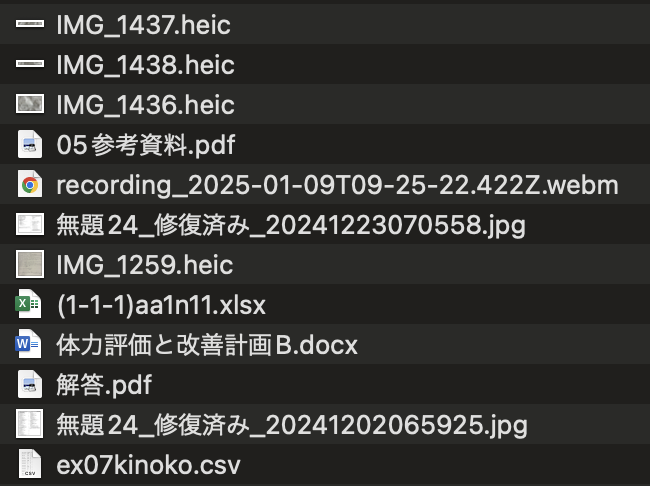 IMG_1437.heic
IMG_1438.heic
IMG_1436.heic
05参考資料.pdf
recording_2025-01-09T09-25-22.422Z.webm
無題24_修復済み_20241223070558.jpg
IMG_1259.heic
(1-1-1)aa1n11.xlsx
体力評価と改善計画B.docx
解答.pdf
無題24_修復済み_20241202065925.jpg
ex07kinoko.csv